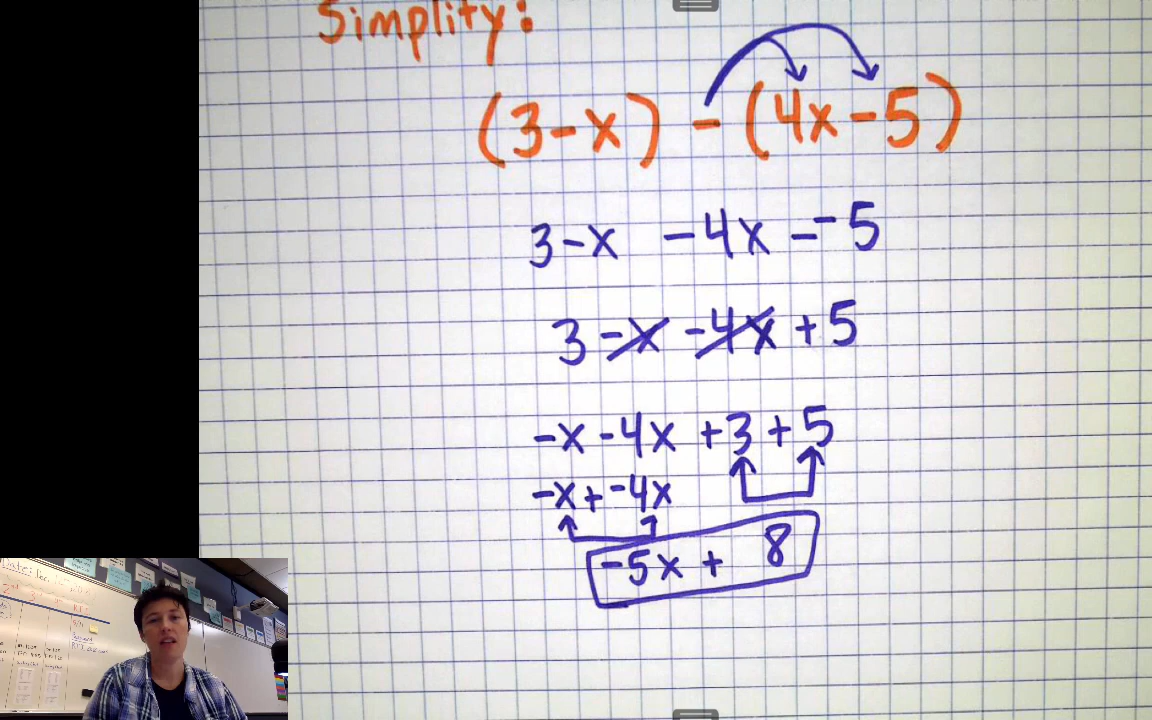 Simplify:
(3-x) -(4x-5)
3-x -4x --5
3 -x -4x +5
-x -4x +3 +5
-x + -4x
-5x + 8